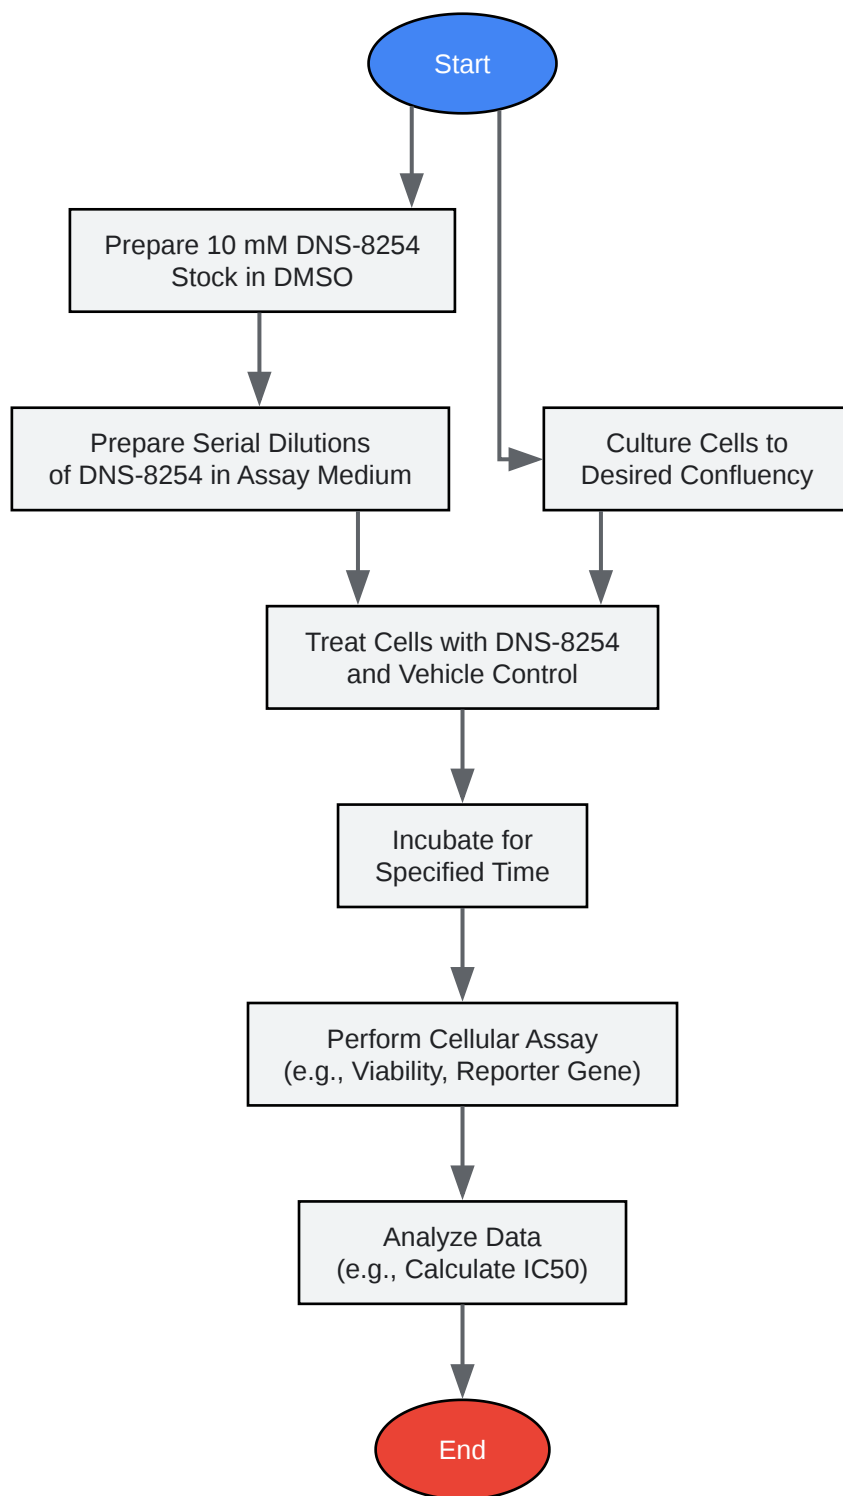 Start
Prepare 10 mM DNS-8254
Stock in DMSO
Prepare Serial Dilutions
of DNS-8254 in Assay Medium
Culture Cells to
Desired Confluency
Treat Cells with DNS-8254
and Vehicle Control
Incubate for
Specified Time
Perform Cellular Assay
(e.g., Viability, Reporter Gene)
Analyze Data
(e.g., Calculate IC50)
End